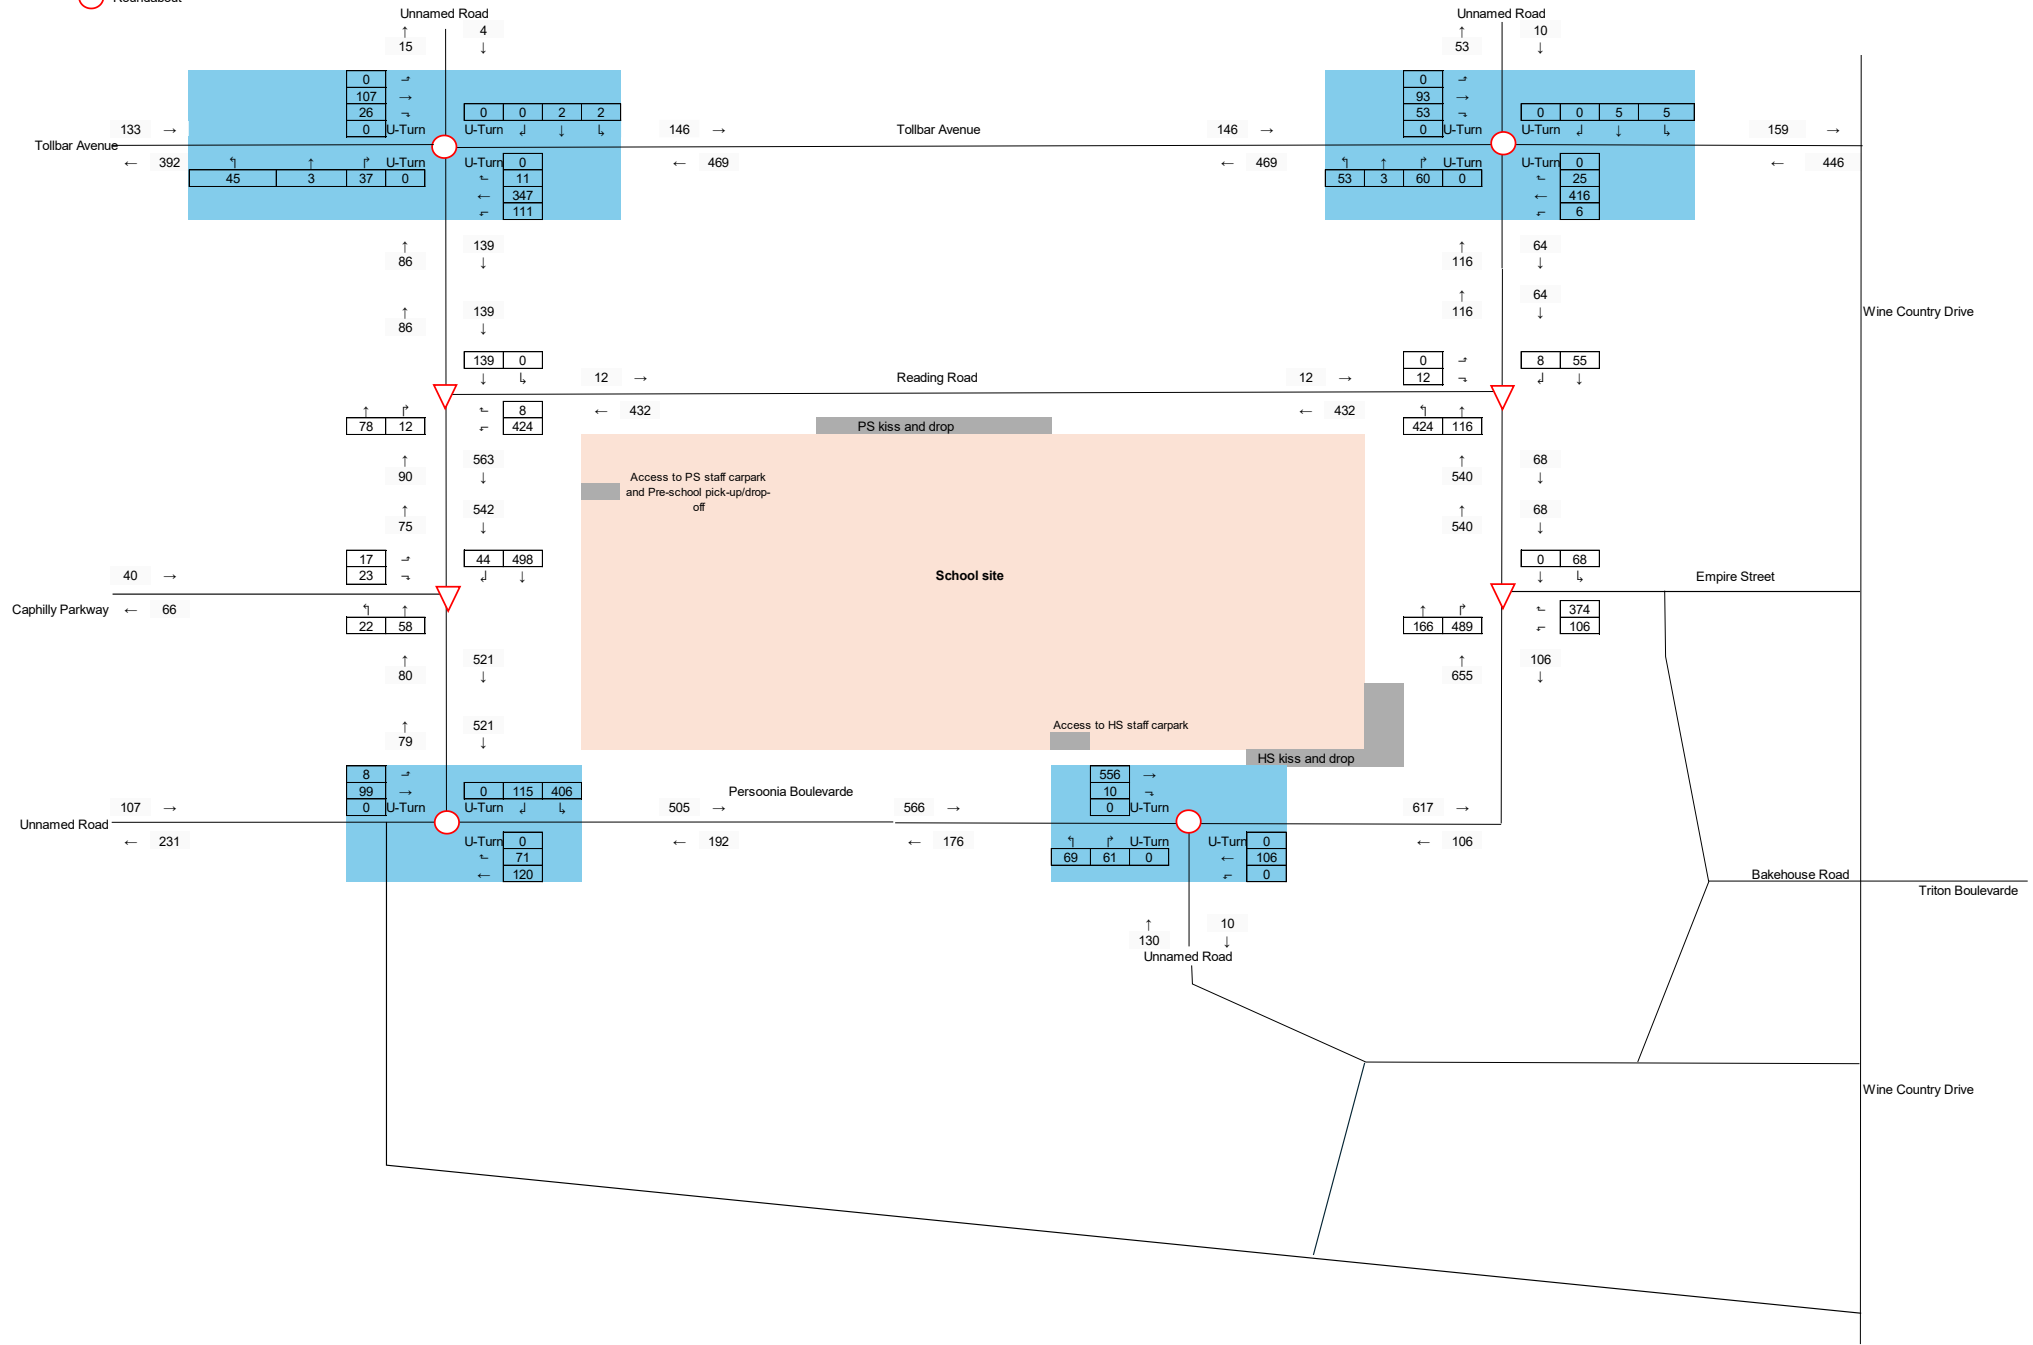 Roundabout
Unnamed Road
Unnamed Road
↑ 4
15 ↓
↑ 10
53 ↓
0
107 →
26
0 U-Turn
0 0 2 2
U-Turn ↲ ↓ ↳
0
93 →
53
0 U-Turn
0 0 5 5
U-Turn ↲ ↓ ↳
133 →
146 →
Tollbar Avenue
146 →
159 →
Tollbar Avenue
← 392
← 469
← 469
← 446
↰ ↑ ↱ U-Turn
45 3 37 0
U-Turn 0
11
← 347
111
↰ ↑ ↱ U-Turn
53 3 60 0
U-Turn 0
25
← 416
6
↑ 139
86 ↓
↑ 64
116 ↓
↑ 64
116 ↓
↑ 139
86 ↓
Wine Country Drive
139 0
↓ ↳
0
12
8 55
↲ ↓
12 →
Reading Road
12 →
← 432
← 432
↑ ↱
78 12
8
424
↰ ↑
424 116
PS kiss and drop
↑ 563
90 ↓
↑ 68
540 ↓
Access to PS staff carpark
and Pre-school pick-up/drop-
off
↑ 542
75 ↓
↑ 68
540 ↓
17
23
44 498
↲ ↓
0 68
↓ ↳
40 →
School site
Empire Street
Caphilly Parkway
← 66
↰ ↑
22 58
↑ ↱
166 489
374
106
↑ 521
80 ↓
↑ 106
655 ↓
↑ 521
79 ↓
Access to HS staff carpark
HS kiss and drop
8
99 →
0 U-Turn
0 115 406
U-Turn ↲ ↳
556 →
10
0 U-Turn
Persoonia Boulevarde
107 →
505 →
566 →
617 →
Unnamed Road
← 231
← 192
← 176
← 106
U-Turn 0
71
← 120
↰ ↱ U-Turn
69 61 0
U-Turn 0
← 106
0
Bakehouse Road
Triton Boulevarde
↑ 10
130 ↓
Unnamed Road
Wine Country Drive